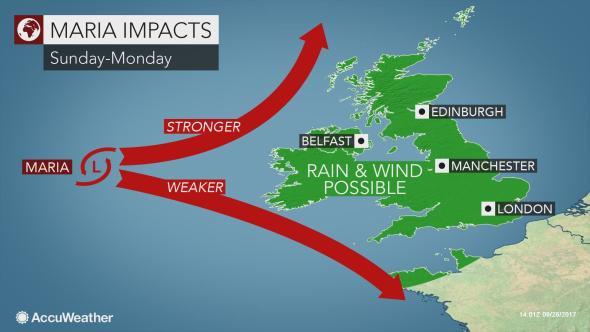 MARIA IMPACTS
Sunday-Monday
STRONGER
MARIA
L
WEAKER
EDINBURGH
BELFAST
RAIN & WIND
POSSIBLE
MANCHESTER
LONDON
AccuWeather
14:01Z 09/26/2017